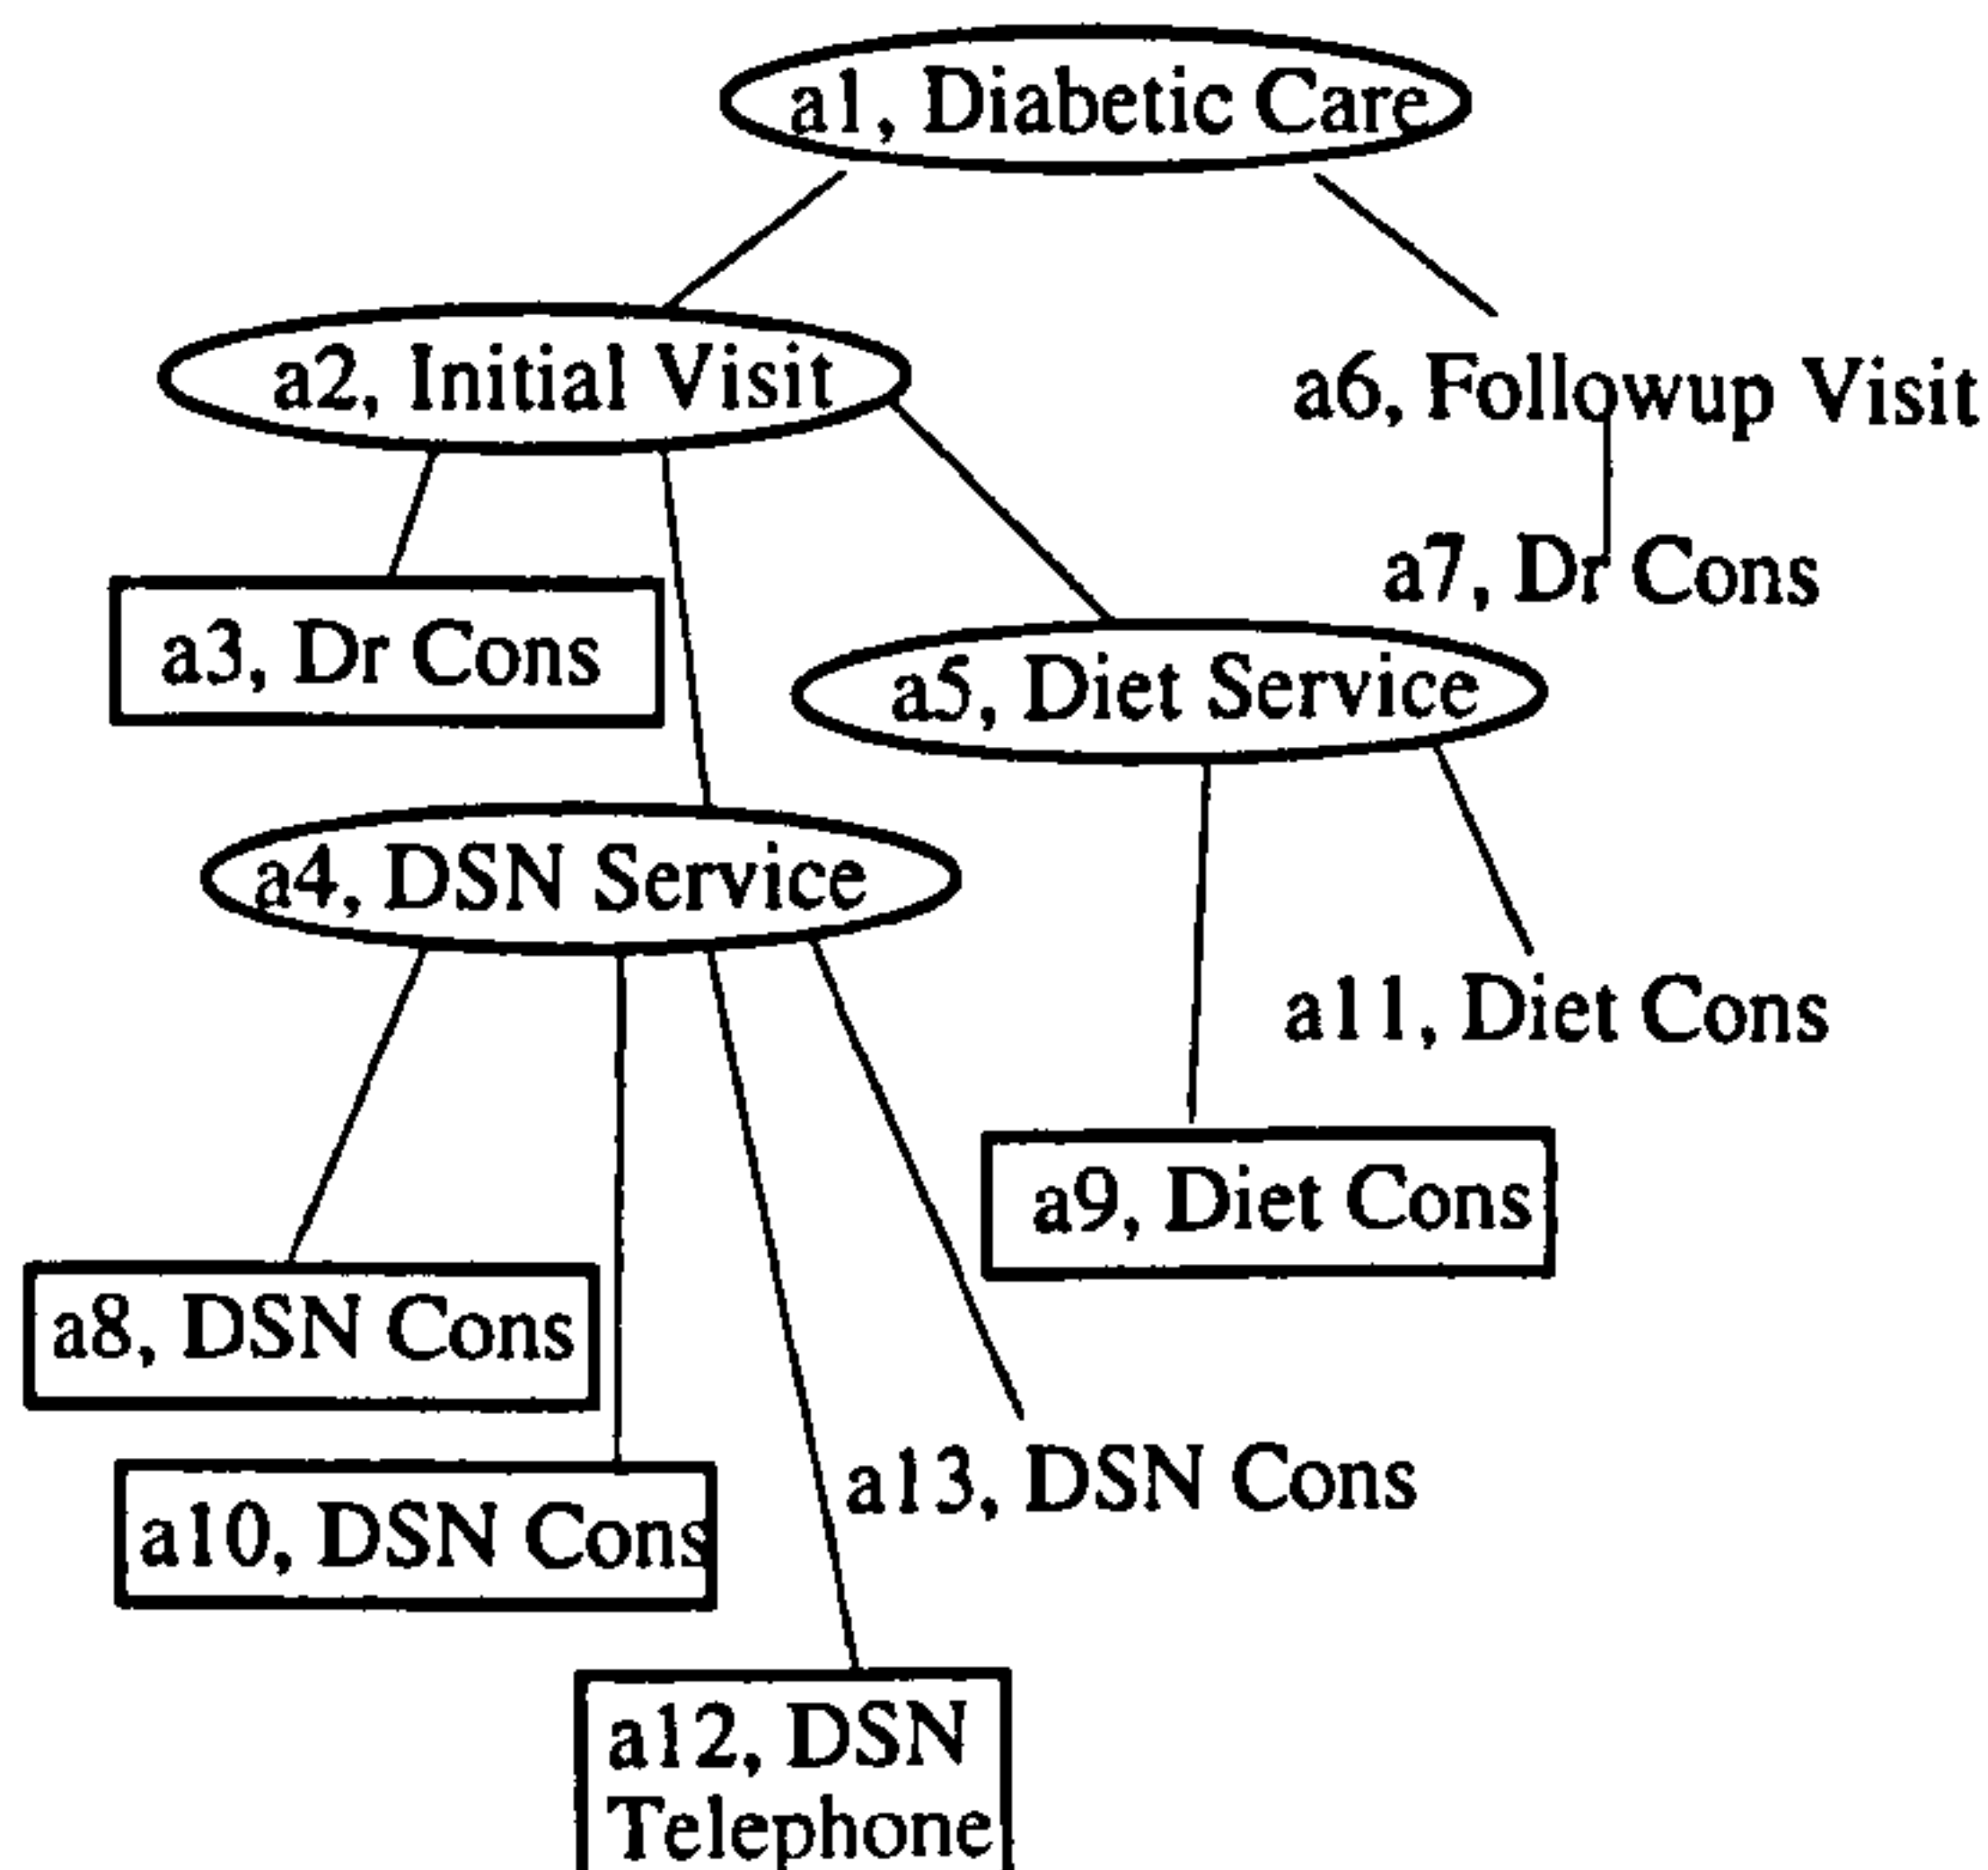 a1, Diabetic Care
a2, Initial Visit
a6, Followup Visit
a7, Dr Cons
a3, Dr Cons
a5, Diet Service
a4, DSN Service
a11, Diet Cons
a9, Diet Cons
a8, DSN Cons
a13, DSN Cons
a10, DSN Cons
a12, DSN
Telephone